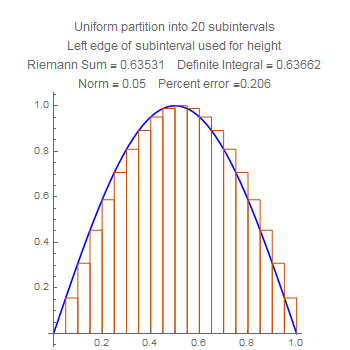 Uniform partition into 20 subintervals
Left edge of subinterval used for height
Riemann Sum = 0.63531 Definite Integral = 0.63662
Norm = 0.05 Percent error =0.206
1.0
0.8
0.6
0.4
0.2
0.2 0.4 0.6 0.8 1.0